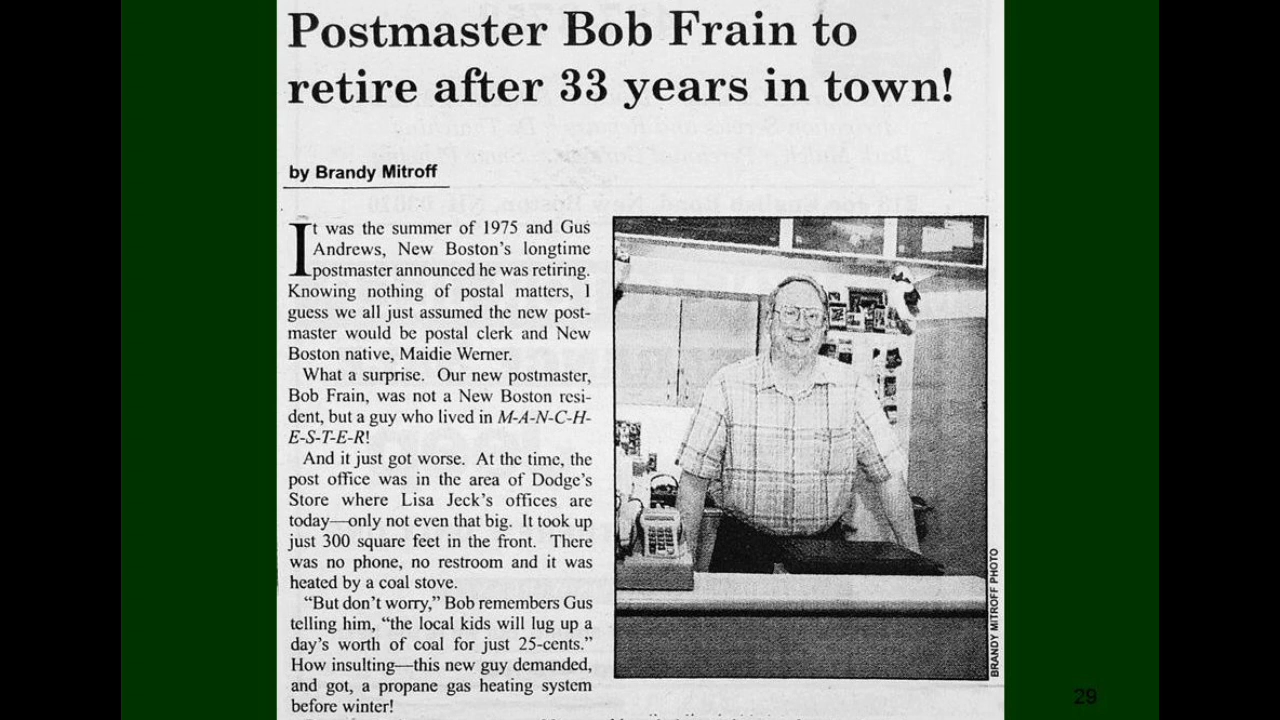 Postmaster Bob Frain to
retire after 33 years in town!
by Brandy Mitroff
It was the summer of 1975 and Gus
Andrews, New Boston's longtime
postmaster announced he was retiring.
Knowing nothing of postal matters, I
guess we all just assumed the new post-
master would be postal clerk and New
Boston native, Maidie Werner.
What a surprise. Our new postmaster,
Bob Frain, was not a New Boston resi-
dent, but a guy who lived in M-A-N-C-H-
E-S-T-E-R!
And it just got worse. At the time, the
post office was in the area of Dodge's
Store where Lisa Jeck's offices are
today—only not even that big. It took up
just 300 square feet in the front. There
was no phone, no restroom and it was
heated by a coal stove.
"But don't worry," Bob remembers Gus
telling him, "the local kids will lug up a
day's worth of coal for just 25-cents."
How insulting—this new guy demanded,
and got, a propane gas heating system
before winter!
BRANDY MITROFF PHOTO
29